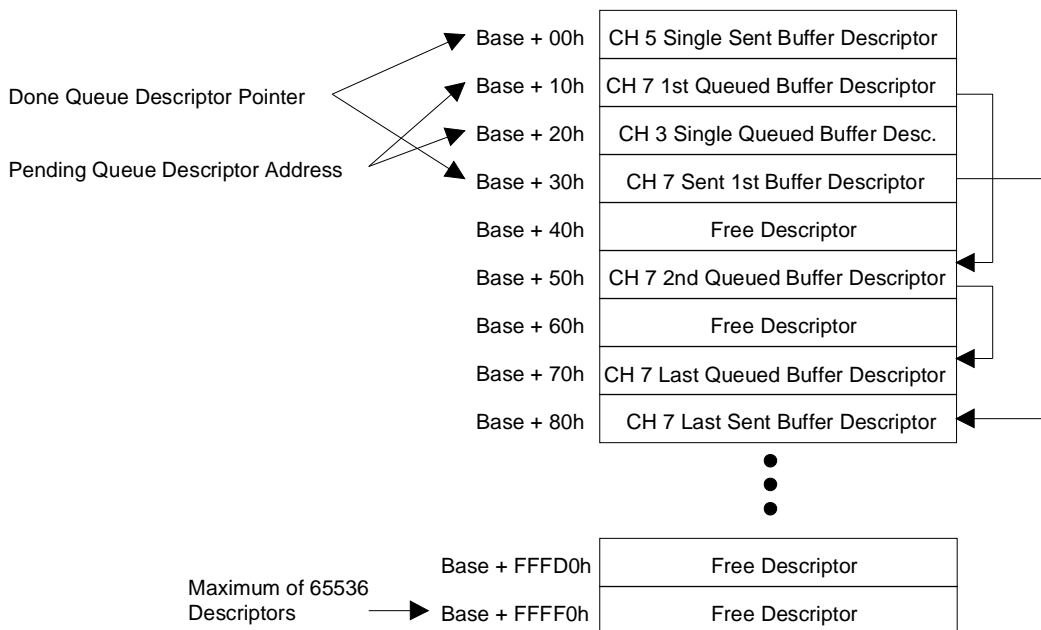 Base + 00h CH 5 Single Sent Buffer Descriptor
Done Queue Descriptor Pointer
Base + 10h CH 7 1st Queued Buffer Descriptor
Base + 20h CH 3 Single Queued Buffer Desc.
Pending Queue Descriptor Address
Base + 30h CH 7 Sent 1st Buffer Descriptor
Base + 40h Free Descriptor
Base + 50h CH 7 2nd Queued Buffer Descriptor
Base + 60h Free Descriptor
Base + 70h CH 7 Last Queued Buffer Descriptor
Base + 80h CH 7 Last Sent Buffer Descriptor
Base + FFFD0h Free Descriptor
Maximum of 65536
Descriptors
Base + FFFF0h Free Descriptor